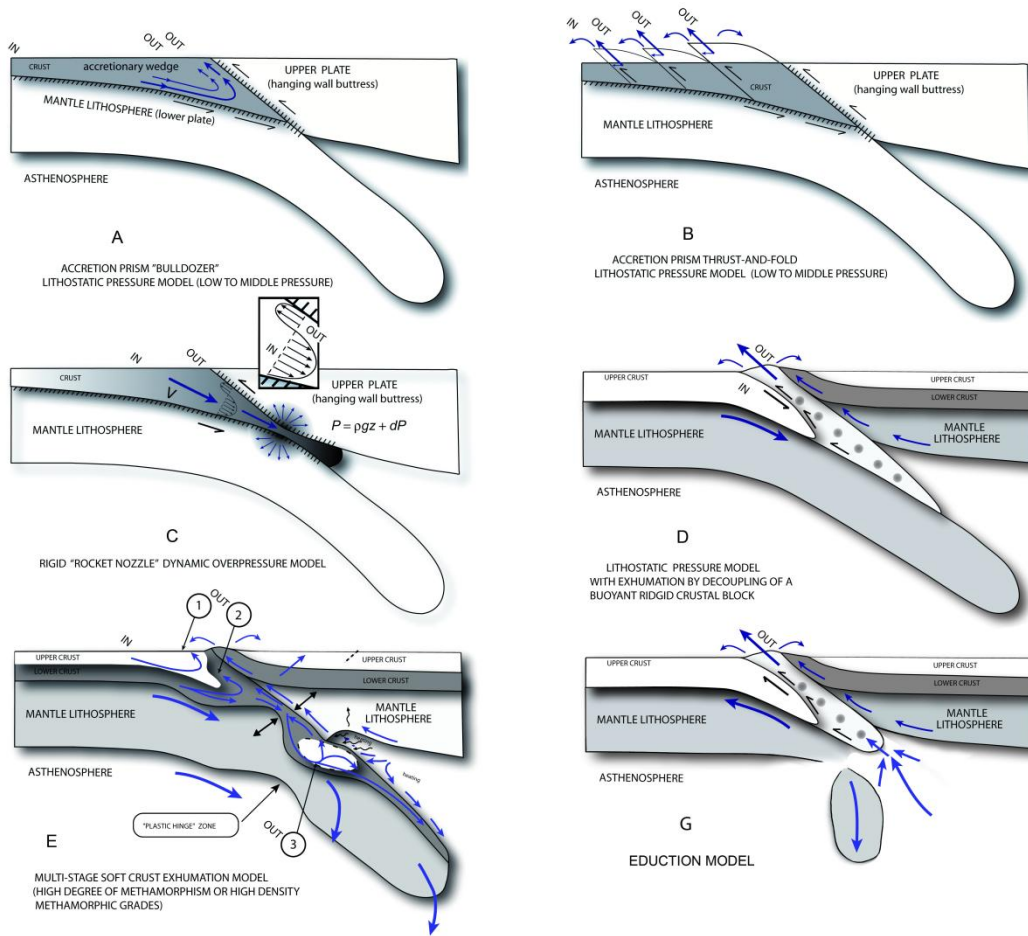 IN
OUT
OUT
CRUST
accretionary wedge
UPPER PLATE
(hanging wall buttress)
MANTLE LITHOSPHERE (lower plate)
ASTHENOSPHERE
A
ACCRETION PRISM "BULLDOZER"
LITHOSTATIC PRESSURE MODEL (LOW TO MIDDLE PRESSURE)
IN
OUT
OUT
OUT
UPPER PLATE
(hanging wall buttress)
CRUST
MANTLE LITHOSPHERE
ASTHENOSPHERE
B
ACCRETION PRISM THRUST-AND-FOLD
LITHOSTATIC PRESSURE MODEL (LOW TO MIDDLE PRESSURE)
IN
OUT
IN
OUT
CRUST
V
UPPER PLATE
(hanging wall buttress)
P = ρgz + dP
MANTLE LITHOSPHERE
ASTHENOSPHERE
C
RIGID "ROCKET NOZZLE" DYNAMIC OVERPRESSURE MODEL
OUT
IN
UPPER CRUST
UPPER CRUST
LOWER CRUST
MANTLE LITHOSPHERE
MANTLE
LITHOSPHERE
ASTHENOSPHERE
D
LITHOSTATIC PRESSURE MODEL
WITH EXHUMATION BY DECOUPLING OF A
BUOYANT RIDGID CRUSTAL BLOCK
1
OUT
2
IN
UPPER CRUST
LOWER CRUST
UPPER CRUST
LOWER CRUST
MANTLE LITHOSPHERE
MANTLE
LITHOSPHERE
heating
ASTHENOSPHERE
"PLASTIC HINGE" ZONE
OUT
3
E
MULTI-STAGE SOFT CRUST EXHUMATION MODEL
(HIGH DEGREE OF METHAMORPHISM OR HIGH DENSITY
METHAMORPHIC GRADES)
OUT
UPPER CRUST
UPPER CRUST
LOWER CRUST
MANTLE LITHOSPHERE
MANTLE
LITHOSPHERE
ASTHENOSPHERE
G
EDUCTION MODEL